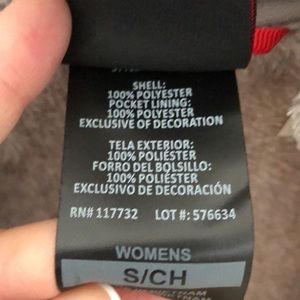 SHELL:
100% POLYESTER
POCKET LINING:
100% POLYESTER
EXCLUSIVE OF DECORATION
TELA EXTERIOR:
100% POLIÉSTER
FORRO DEL BOLSILLO:
100% POLIÉSTER
EXCLUSIVO DE DECORACIÓN
RN# 117732 LOT #: 576634
WOMENS
S/CH